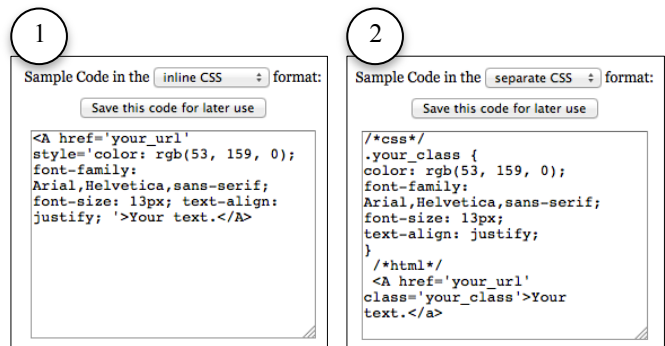 1
Sample Code in the inline CSS format:
Save this code for later use
<A href='your_url'
style='color: rgb(53, 159, 0);
font-family:
Arial,Helvetica,sans-serif;
font-size: 13px; text-align:
justify; '>Your text.</A>
2
Sample Code in the separate CSS format:
Save this code for later use
/*css*/
.your_class {
color: rgb(53, 159, 0);
font-family:
Arial,Helvetica,sans-serif;
font-size: 13px;
text-align: justify;
}
/*html*/
<A href='your_url'
class='your_class'>Your
text.</a>